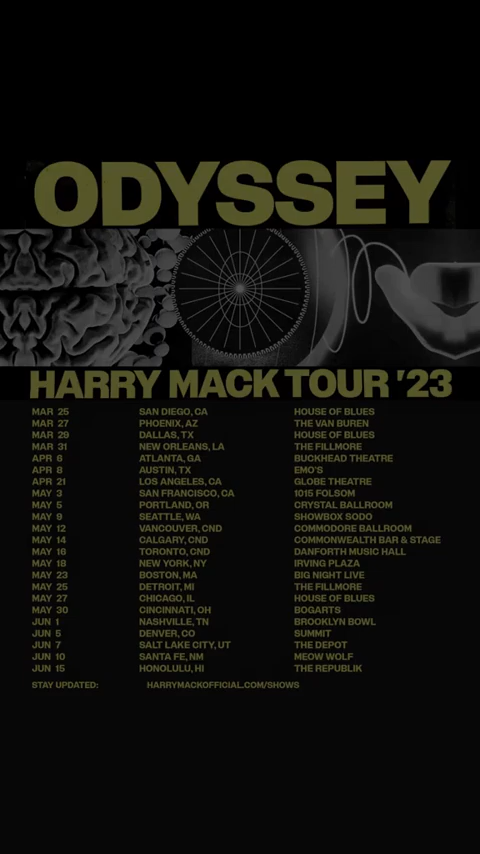 ODYSSEY
HARRY MACK TOUR '23
MAR 25 SAN DIEGO, CA HOUSE OF BLUES
MAR 27 PHOENIX, AZ THE VAN BUREN
MAR 29 DALLAS, TX HOUSE OF BLUES
MAR 31 NEW ORLEANS, LA THE FILLMORE
APR 6 ATLANTA, GA BUCKHEAD THEATRE
APR 8 AUSTIN, TX EMO'S
APR 21 LOS ANGELES, CA GLOBE THEATRE
MAY 3 SAN FRANCISCO, CA 1015 FOLSOM
MAY 5 PORTLAND, OR CRYSTAL BALLROOM
MAY 9 SEATTLE, WA SHOWBOX SODO
MAY 12 VANCOUVER, CND COMMODORE BALLROOM
MAY 14 CALGARY, CND COMMONWEALTH BAR & STAGE
MAY 16 TORONTO, CND DANFORTH MUSIC HALL
MAY 18 NEW YORK, NY IRVING PLAZA
MAY 23 BOSTON, MA BIG NIGHT LIVE
MAY 25 DETROIT, MI THE FILLMORE
MAY 27 CHICAGO, IL HOUSE OF BLUES
MAY 30 CINCINNATI, OH BOGARTS
JUN 1 NASHVILLE, TN BROOKLYN BOWL
JUN 5 DENVER, CO SUMMIT
JUN 7 SALT LAKE CITY, UT THE DEPOT
JUN 10 SANTA FE, NM MEOW WOLF
JUN 15 HONOLULU, HI THE REPUBLIK
STAY UPDATED: HARRYMACKOFFICIAL.COM/SHOWS